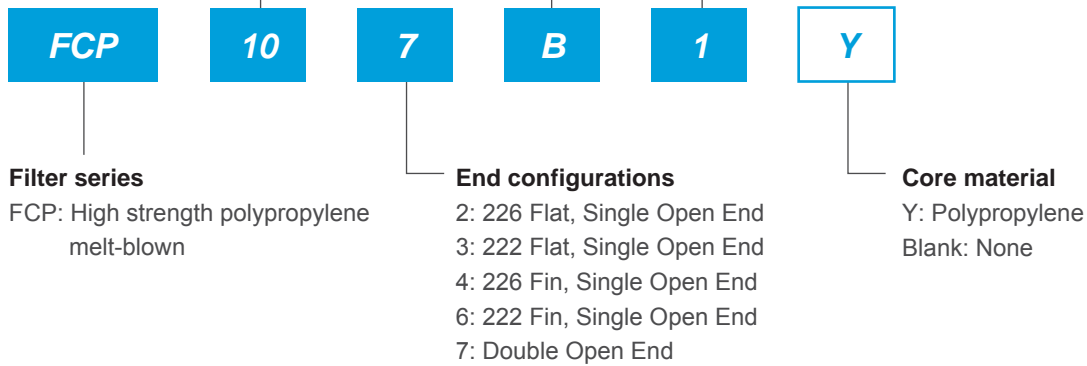 FCP 10 7 B 1 Y
Filter series
FCP: High strength polypropylene
melt-blown
End configurations
2: 226 Flat, Single Open End
3: 222 Flat, Single Open End
4: 226 Fin, Single Open End
6: 222 Fin, Single Open End
7: Double Open End
Core material
Y: Polypropylene
Blank: None